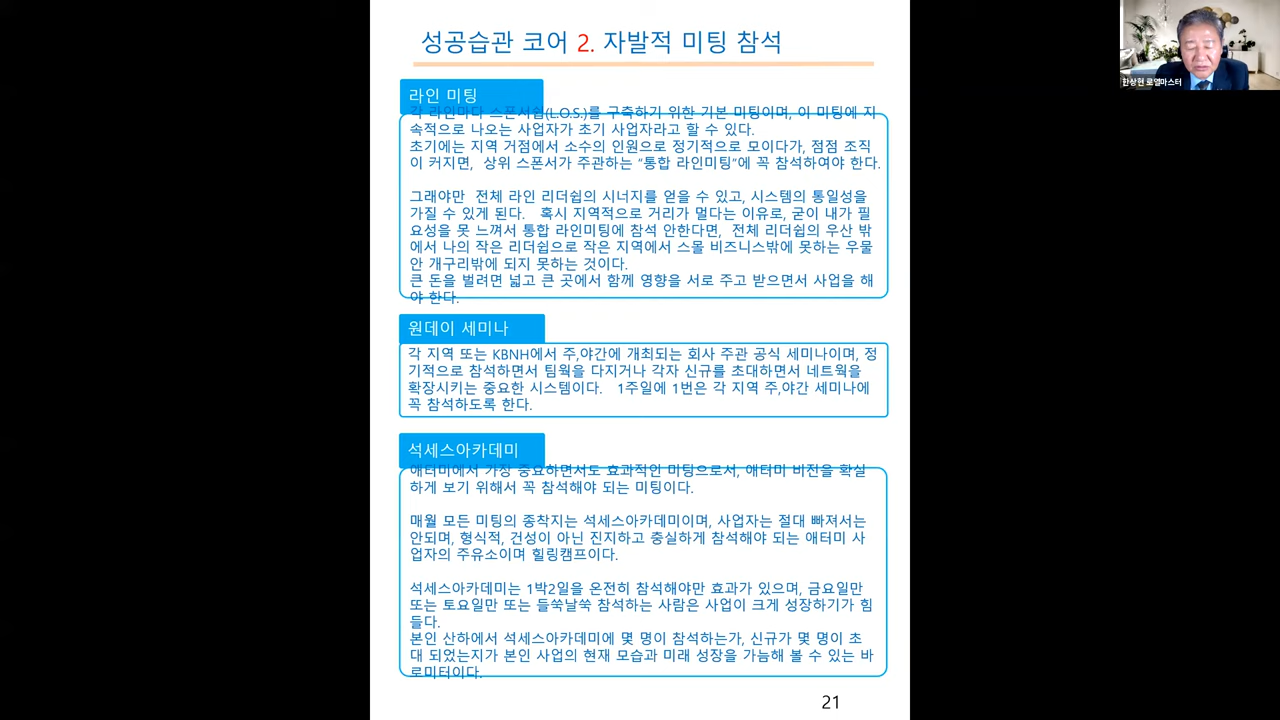 성공습관 코어 2. 자발적 미팅 참석
한상현 로열마스터
라인 미팅
각 라인마다 스폰서쉽(L.O.S.)를 구축하기 위한 기본 미팅이며, 이 미팅에 지
속적으로 나오는 사업자가 초기 사업자라고 할 수 있다.
초기에는 지역 거점에서 소수의 인원으로 정기적으로 모이다가, 점점 조직
이 커지면, 상위 스폰서가 주관하는 “통합 라인미팅“에 꼭 참석하여야 한다.
그래야만 전체 라인 리더쉽의 시너지를 얻을 수 있고, 시스템의 통일성을
가질 수 있게 된다. 혹시 지역적으로 거리가 멀다는 이유로, 굳이 내가 필
요성을 못 느껴서 통합 라인미팅에 참석 안한다면, 전체 리더쉽의 우산 밖
에서 나의 작은 리더쉽으로 작은 지역에서 스몰 비즈니스밖에 못하는 우물
안 개구리밖에 되지 못하는 것이다.
큰 돈을 벌려면 넓고 큰 곳에서 함께 영향을 서로 주고 받으면서 사업을 해
야 한다.
원데이 세미나
각 지역 또는 KBNH에서 주,야간에 개최되는 회사 주관 공식 세미나이며, 정
기적으로 참석하면서 팀웍을 다지거나 각자 신규를 초대하면서 네트웍을
확장시키는 중요한 시스템이다. 1주일에 1번은 각 지역 주,야간 세미나에
꼭 참석하도록 한다.
석세스아카데미
애터미에서 가장 중요하면서도 효과적인 미팅으로서, 애터미 비전을 확실
하게 보기 위해서 꼭 참석해야 되는 미팅이다.
매월 모든 미팅의 종착지는 석세스아카데미이며, 사업자는 절대 빠져서는
안되며, 형식적, 건성이 아닌 진지하고 충실하게 참석해야 되는 애터미 사
업자의 주유소이며 힐링캠프이다.
석세스아카데미는 1박2일을 온전히 참석해야만 효과가 있으며, 금요일만
또는 토요일만 또는 들쑥날쑥 참석하는 사람은 사업이 크게 성장하기가 힘
들다.
본인 산하에서 석세스아카데미에 몇 명이 참석하는가, 신규가 몇 명이 초
대 되었는지가 본인 사업의 현재 모습과 미래 성장을 가늠해 볼 수 있는 바
로미터이다.
21